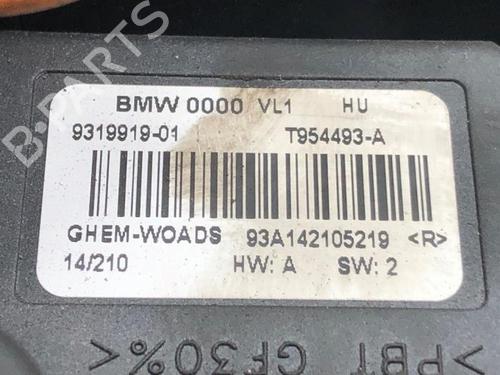 BMW 0000 VL1 HU
9319919-01 T954493-A
GHEM-WOADS 93A142105219 <R>
14/210 HW: A SW: 2
>PBT GF30%<
B-PARTS